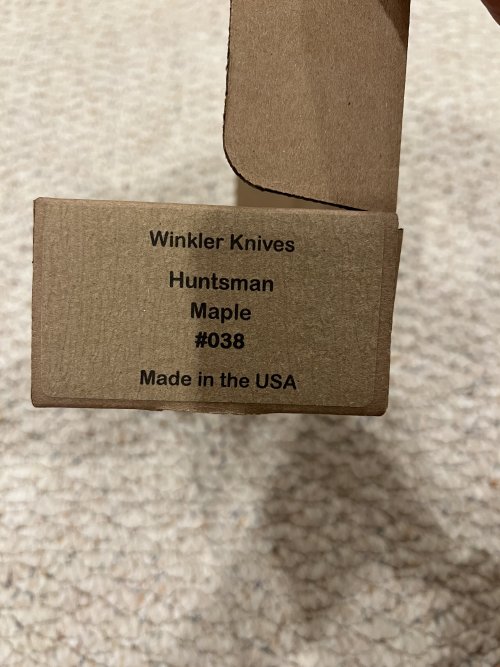 Winkler Knives
Huntsman
Maple
#038
Made in the USA